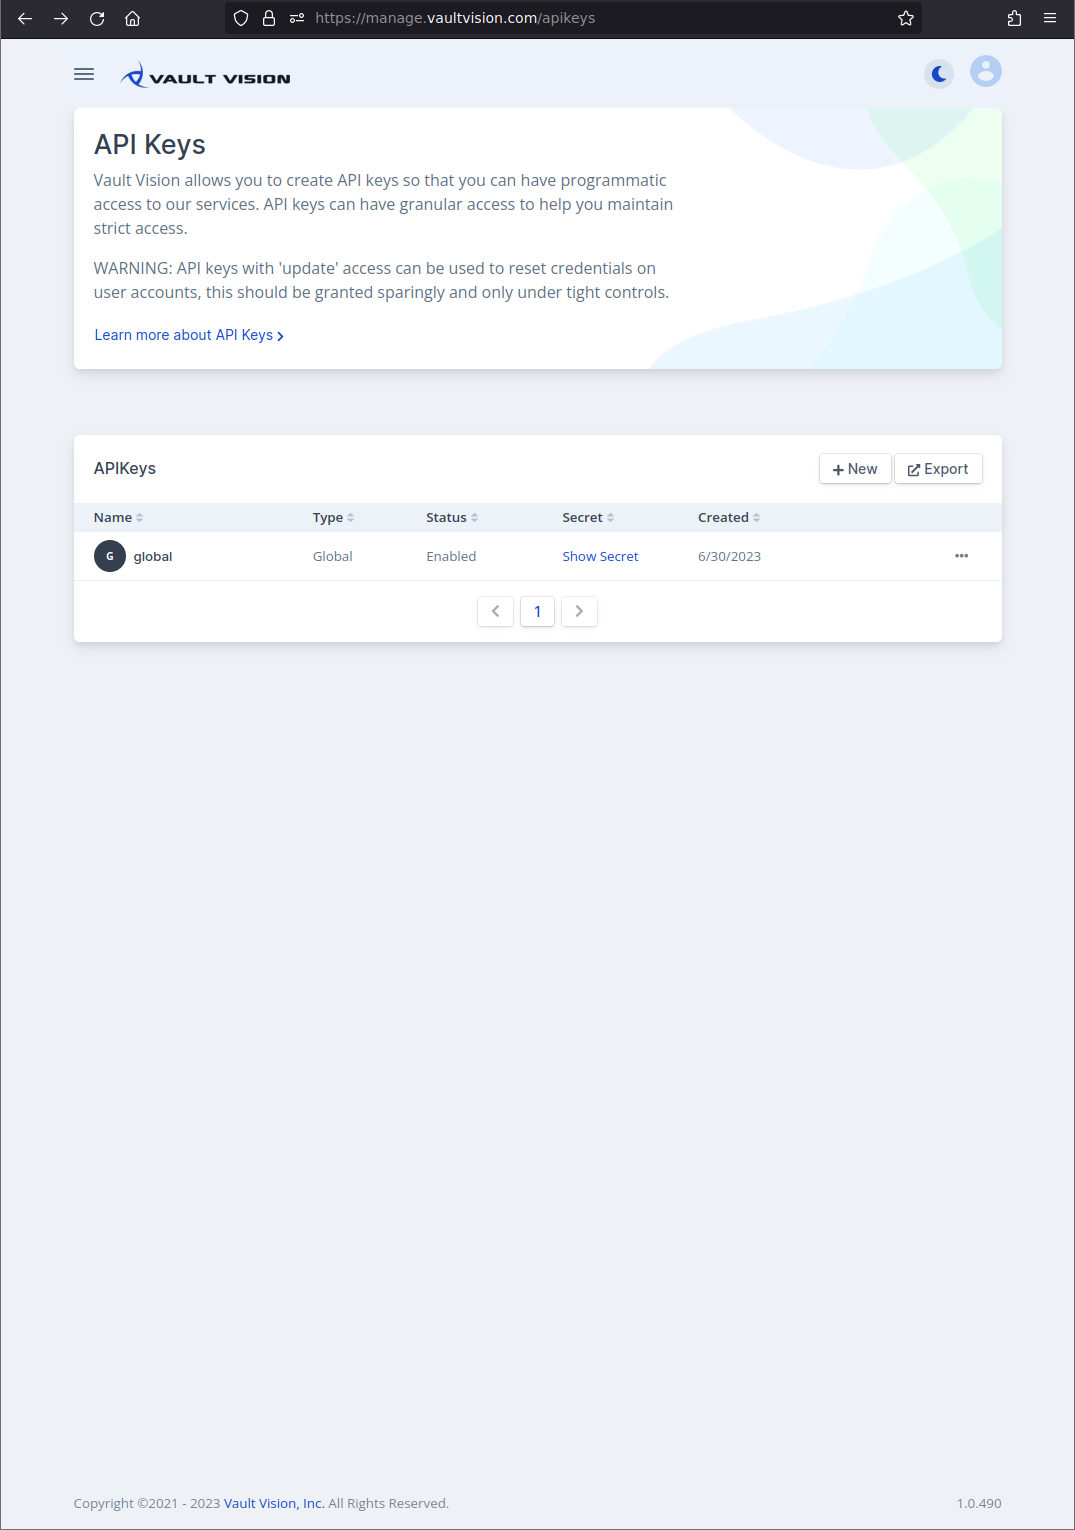 https://manage.vaultvision.com/apikeys
VAULT VISION
API Keys
Vault Vision allows you to create API keys so that you can have programmatic
access to our services. API keys can have granular access to help you maintain
strict access.
WARNING: API keys with 'update' access can be used to reset credentials on
user accounts, this should be granted sparingly and only under tight controls.
Learn more about API Keys
APIKeys
New Export
Name Type Status Secret Created
G global Global Enabled Show Secret 6/30/2023
1
Copyright ©2021 - 2023 Vault Vision, Inc. All Rights Reserved. 1.0.490